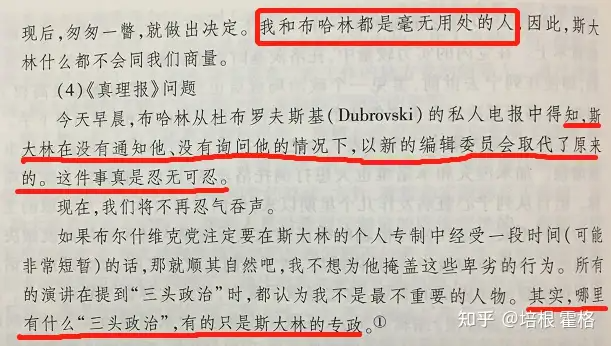 现后,匆匆一瞥,就做出决定。我和布哈林都是毫无用处的人,因此,斯大
林什么都不会同我们商量。
(4)《真理报》问题
今天早晨,布哈林从杜布罗夫斯基(Dubrovski)的私人电报中得知,斯
大林在没有通知他、没有询问他的情况下,以新的编辑委员会取代了原来
的。这件事真是忍无可忍。
现在,我们将不再忍气吞声。
如果布尔什维克党注定要在斯大林的个人专制中经受一段时间(可能
非常短暂)的话,那就顺其自然吧,我不想为他掩盖这些卑劣的行为。所有
的演讲在提到“三头政治”时,都认为我不是最不重要的人物。其实,哪里
有什么“三头政治”,有的只是斯大林的专政。①
知乎 @培根 霍格